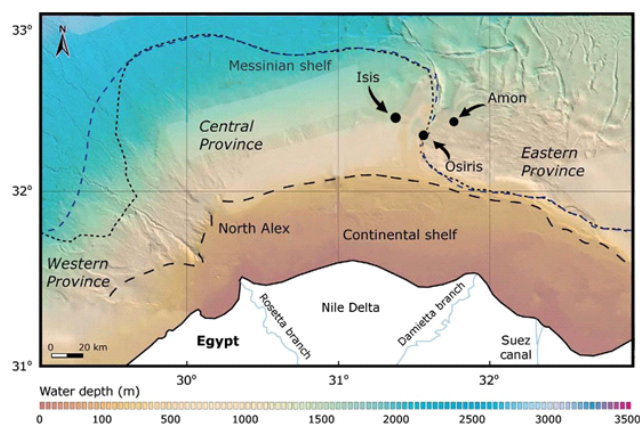 33°
N
Messinian shelf
Isis
Amon
Central
Province
Osiris
Eastern
Province
32°
North Alex
Continental shelf
Western
Province
Rosetta branch
Nile Delta
Damietta branch
Egypt
Suez
canal
0 20 km
31°
30° 31° 32°
Water depth (m)
0 100 500 1000 1500 2000 2500 3000 3500